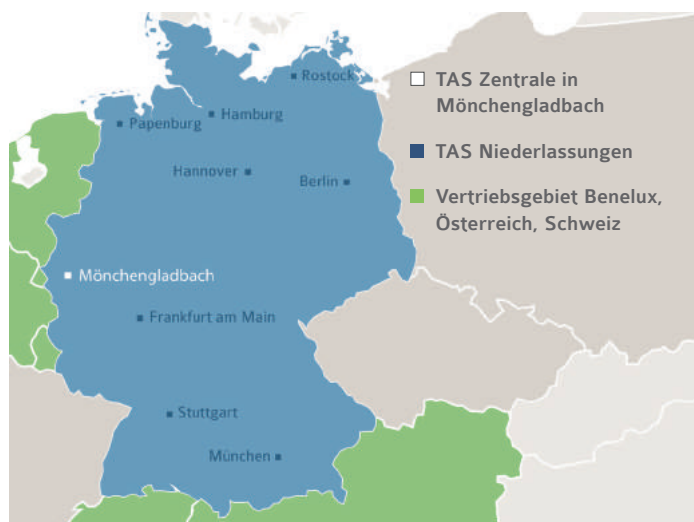 Rostock
Hamburg
Papenburg
Hannover
Berlin
Mönchengladbach
Frankfurt am Main
Stuttgart
München
TAS Zentrale in
Mönchengladbach
TAS Niederlassungen
Vertriebsgebiet Benelux,
Österreich, Schweiz